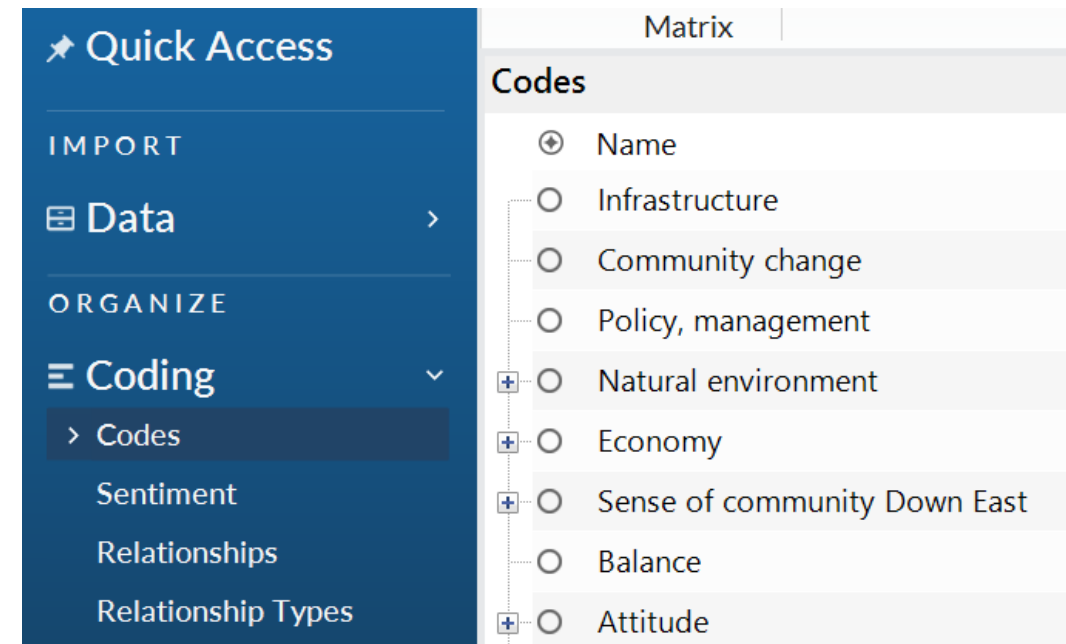 Quick Access
IMPORT
Data
ORGANIZE
Coding
Codes
Sentiment
Relationships
Relationship Types
Matrix
Codes
Name
Infrastructure
Community change
Policy, management
Natural environment
Economy
Sense of community Down East
Balance
Attitude